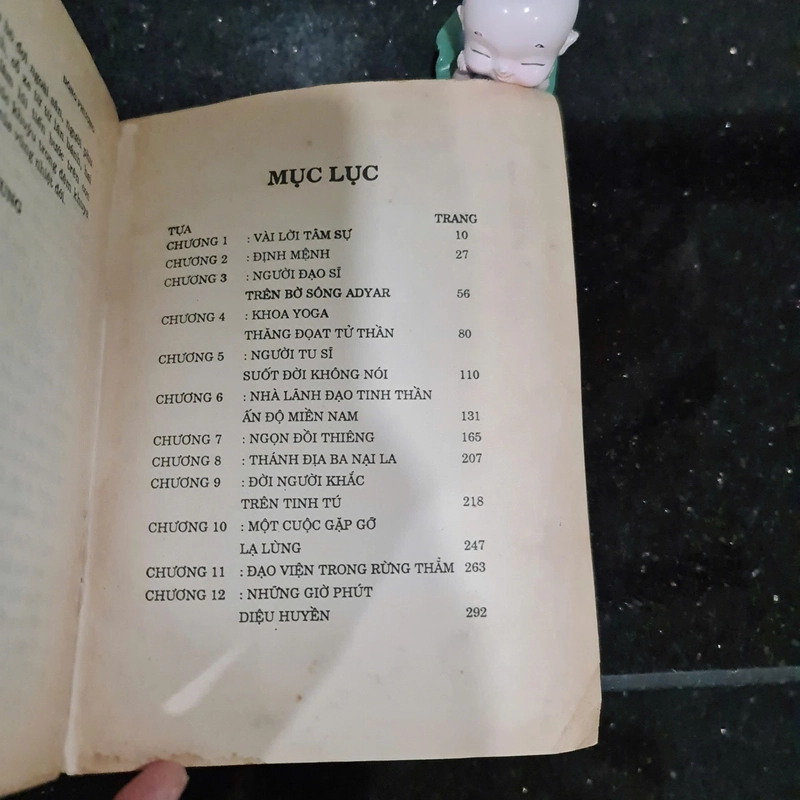 MỤC LỤC
TRANG
TỰA
CHƯƠNG 1 : VÀI LỜI TÂM SỰ 10
CHƯƠNG 2 : ĐỊNH MỆNH 27
CHƯƠNG 3 : NGƯỜI ĐẠO SĨ
TRÊN BỜ SÔNG ADYAR 56
CHƯƠNG 4 : KHOA YOGA
THĂNG ĐỌAT TỬ THẦN 80
CHƯƠNG 5 : NGƯỜI TU SĨ
SUỐT ĐỜI KHÔNG NÓI 110
CHƯƠNG 6 : NHÀ LÃNH ĐẠO TINH THẦN
ẤN ĐỘ MIỀN NAM 131
CHƯƠNG 7 : NGỌN ĐỒI THIÊNG 165
CHƯƠNG 8 : THÁNH ĐỊA BA NẠI LA 207
CHƯƠNG 9 : ĐỜI NGƯỜI KHẮC
TRÊN TINH TÚ 218
CHƯƠNG 10 : MỘT CUỘC GẶP GỠ
LẠ LÙNG 247
CHƯƠNG 11 : ĐẠO VIỆN TRONG RỪNG THẲM 263
CHƯƠNG 12 : NHỮNG GIỜ PHÚT
DIỆU HUYỀN 292